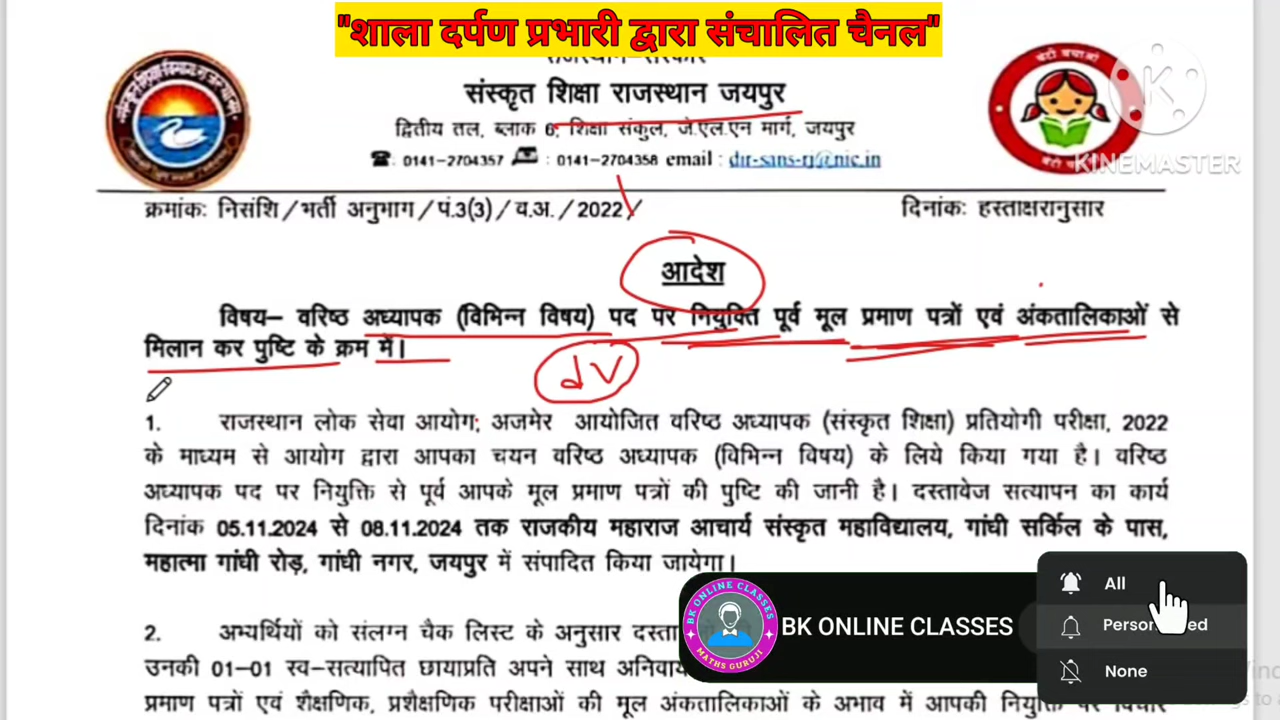 "शाला दर्पण प्रभारी द्वारा संचालित चैनल"
संस्कृत शिक्षा राजस्थान जयपुर
द्वितीय तल, ब्लाक 6, शिक्षा संकुल, जे.एल.एन मार्ग, जयपुर
: 0141-2704357 : 0141-2704358 email : dir-sans-rj@nic.in
KINEMASTER
क्रमांकः निसंशि/भर्ती अनुभाग/पं.3(3)/व.अ./2022/ दिनांकः हस्ताक्षरानुसार
आदेश
विषय– वरिष्ठ अध्यापक (विभिन्न विषय) पद पर नियुक्ति पूर्व मूल प्रमाण पत्रों एवं अंकतालिकाओं से
मिलान कर पुष्टि के क्रम में।
dV
1. राजस्थान लोक सेवा आयोग, अजमेर आयोजित वरिष्ठ अध्यापक (संस्कृत शिक्षा) प्रतियोगी परीक्षा, 2022
के माध्यम से आयोग द्वारा आपका चयन वरिष्ठ अध्यापक (विभिन्न विषय) के लिये किया गया है। वरिष्ठ
अध्यापक पद पर नियुक्ति से पूर्व आपके मूल प्रमाण पत्रों की पुष्टि की जानी है। दस्तावेज सत्यापन का कार्य
दिनांक 05.11.2024 से 08.11.2024 तक राजकीय महाराज आचार्य संस्कृत महाविद्यालय, गांधी सर्किल के पास,
महात्मा गांधी रोड़, गांधी नगर, जयपुर में संपादित किया जायेगा।
2. अभ्यर्थियों को संलग्न चैक लिस्ट के अनुसार
उनकी 01-01 स्व-सत्यापित छायाप्रति अपने साथ
प्रमाण पत्रों एवं शैक्षणिक, प्रशैक्षणिक परीक्षाओं की मूल अंकतालिकाओं के अभाव में आपकी
BK ONLINE CLASSES
MATHS GURUJI
BK ONLINE CLASSES
All
None